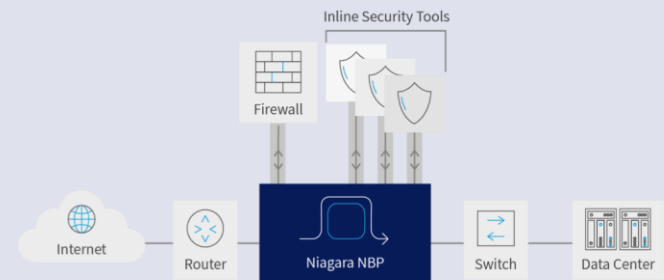 Inline Security Tools
Firewall
Internet
Router
Niagara NBP
Switch
Data Center